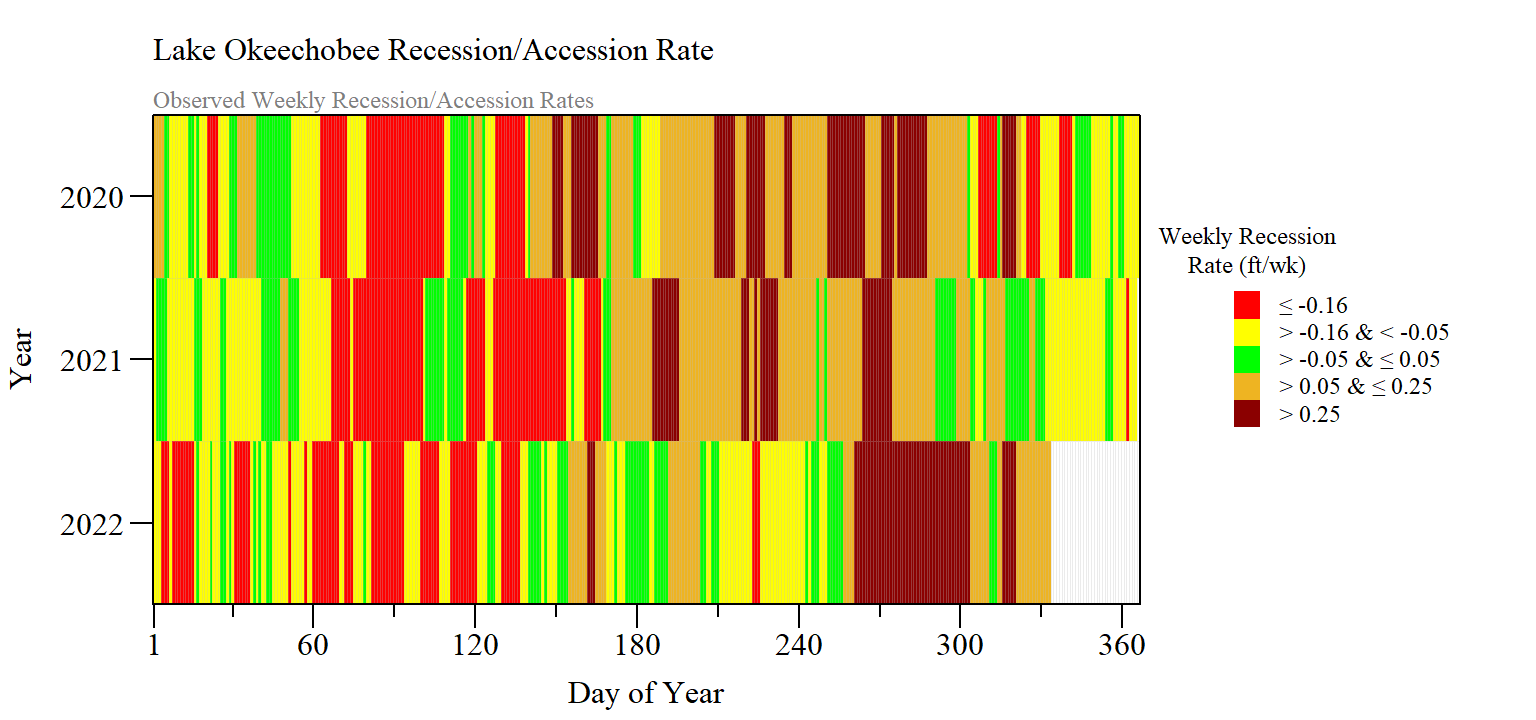 Lake Okeechobee Recession/Accession Rate
Observed Weekly Recession/Accession Rates
Year
2020
2021
2022
1 60 120 180 240 300 360
Day of Year
Weekly Recession
Rate (ft/wk)
≤ -0.16
> -0.16 & < -0.05
> -0.05 & ≤ 0.05
> 0.05 & ≤ 0.25
> 0.25